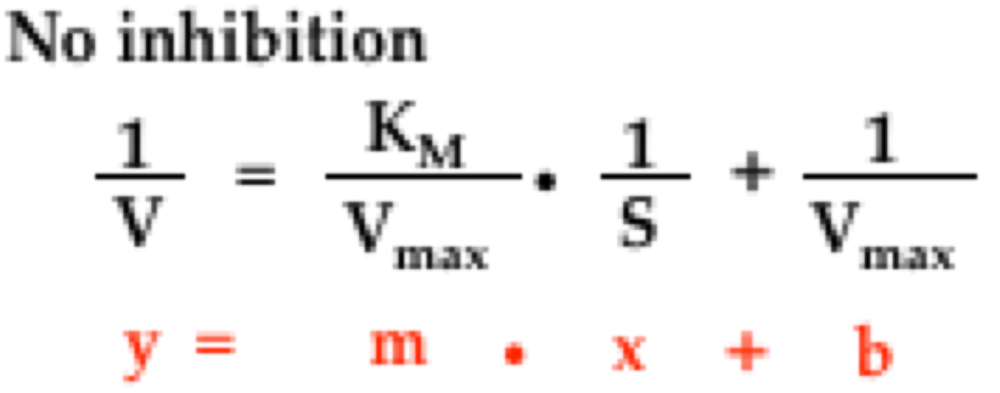 No inhibition
1/V = K_M/V_max • 1/S + 1/V_max
y = m • x + b